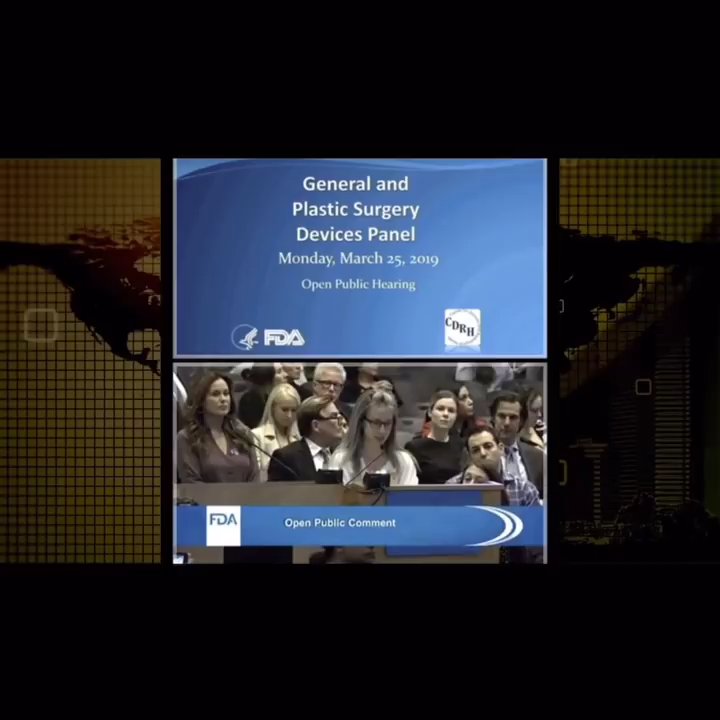 General and
Plastic Surgery
Devices Panel
Monday, March 25, 2019
Open Public Hearing
FDA
CDRH
FDA
Open Public Comment